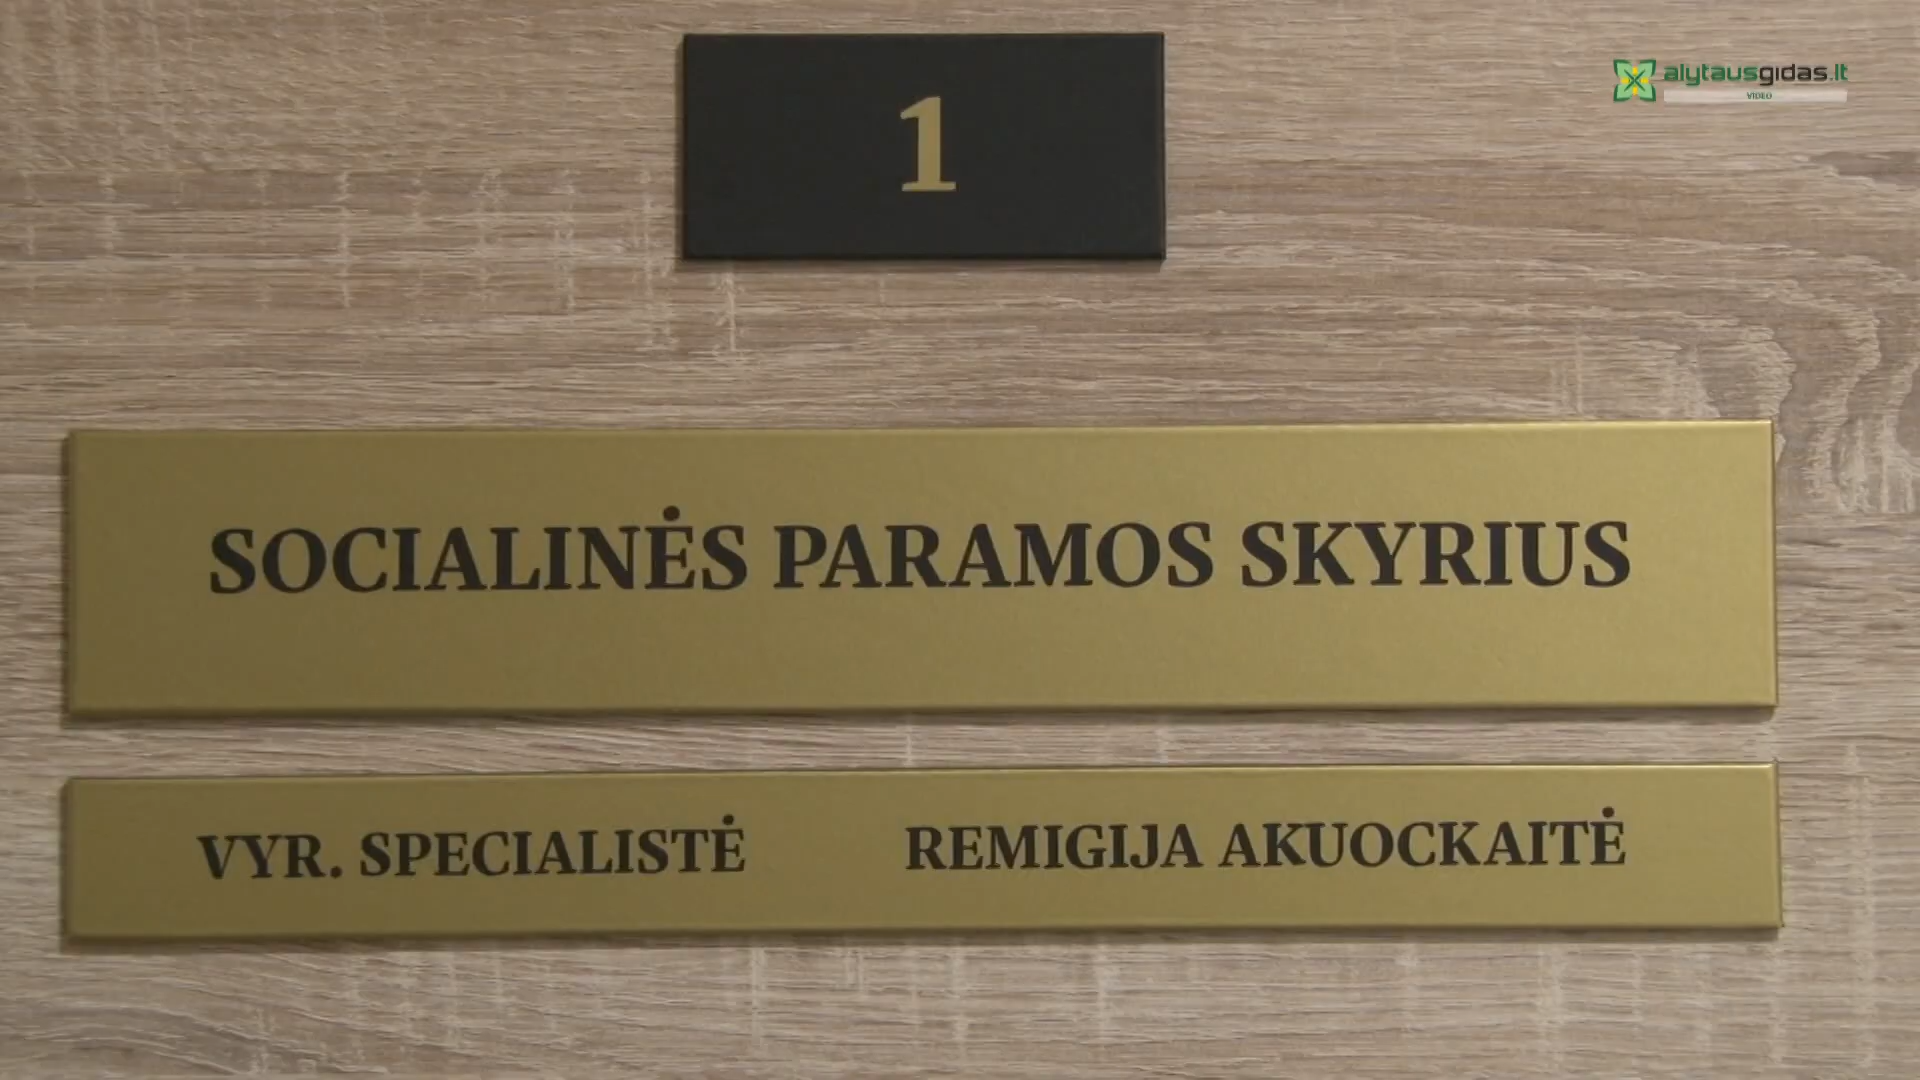 1
alytausgidas.lt
VIDEO
SOCIALINĖS PARAMOS SKYRIUS
VYR. SPECIALISTĖ REMIGIJA AKUOCKAITĖ